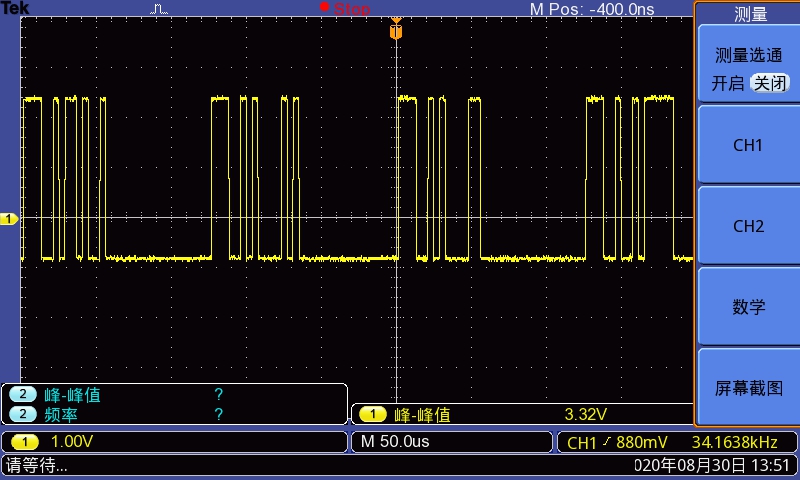 Tek
Stop
M Pos: -400.0ns
测量
测量选通
开启 关闭
CH1
CH2
数学
屏幕截图
T
1
2 峰-峰值 ?
2 频率 ?
1 峰-峰值 3.32V
1 1.00V
M 50.0us
CH1 880mV 34.1638kHz
请等待...
020年08月30日 13:51